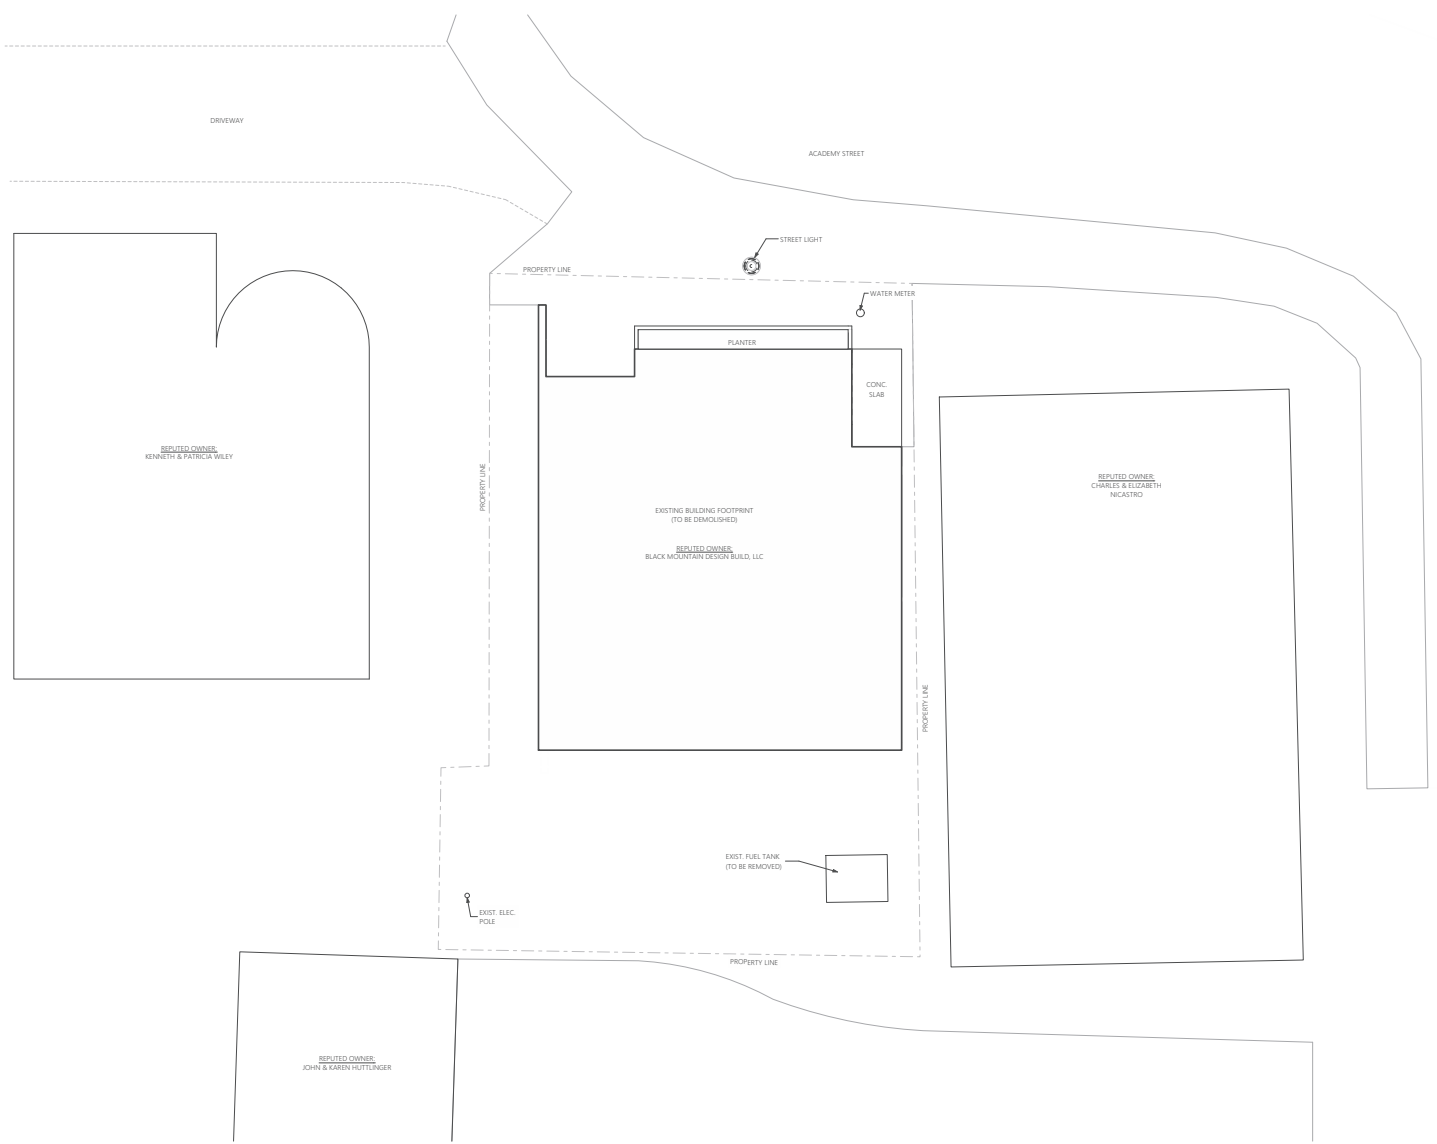 DRIVEWAY
ACADEMY STREET
STREET LIGHT
PROPERTY LINE
WATER METER
PLANTER
CONC.
SLAB
REPUTED OWNER:
KENNETH & PATRICIA WILEY
PROPERTY LINE
REPUTED OWNER:
CHARLES & ELIZABETH
NICASTRO
EXISTING BUILDING FOOTPRINT
(TO BE DEMOLISHED)
REPUTED OWNER:
BLACK MOUNTAIN DESIGN BUILD, LLC
PROPERTY LINE
EXIST. FUEL TANK
(TO BE REMOVED)
EXIST. ELEC.
POLE
PROPERTY LINE
REPUTED OWNER:
JOHN & KAREN HUTTLINGER